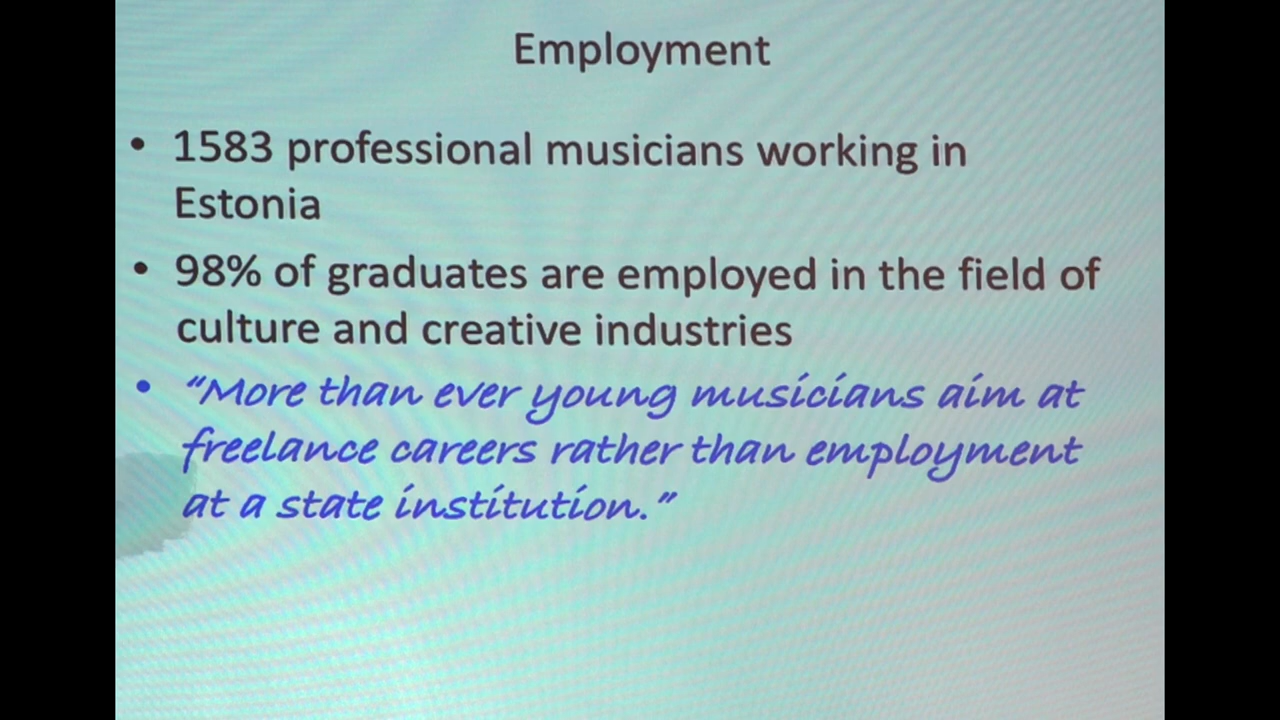 Employment
• 1583 professional musicians working in
Estonia
• 98% of graduates are employed in the field of
culture and creative industries
• “More than ever young musicians aim at
freelance careers rather than employment
at a state institution.”